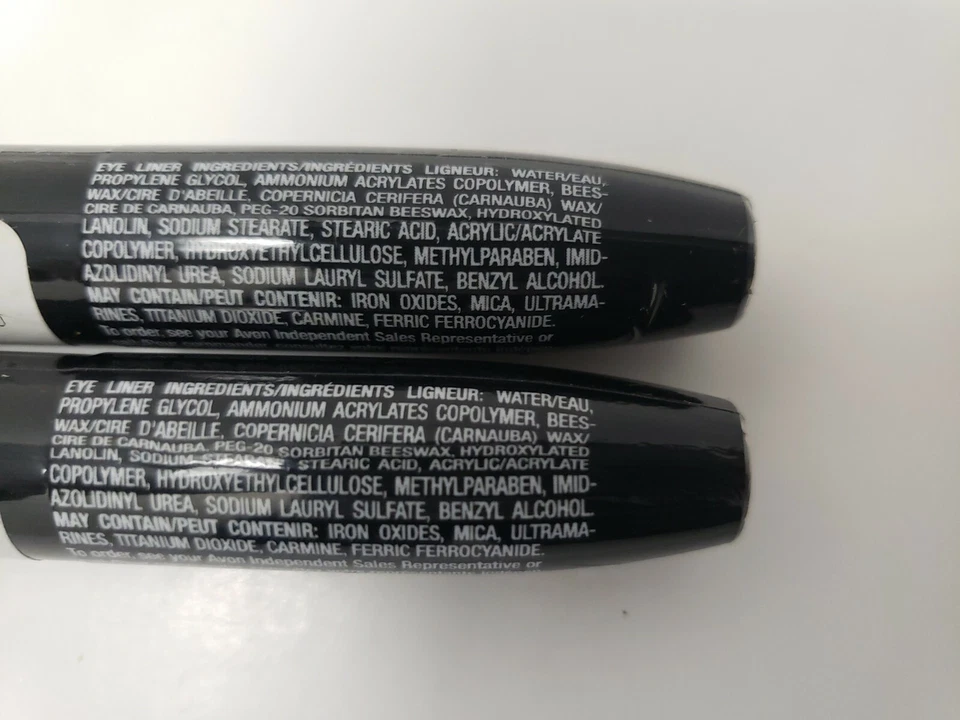 EYE LINER INGREDIENTS/INGRÉDIENTS LIGNEUR: WATER/EAU,
PROPYLENE GLYCOL, AMMONIUM ACRYLATES COPOLYMER, BEES-
WAX/CIRE D'ABEILLE, COPERNICIA CERIFERA (CARNAUBA) WAX/
CIRE DE CARNAUBA, PEG-20 SORBITAN BEESWAX, HYDROXYLATED
LANOLIN, SODIUM STEARATE, STEARIC ACID, ACRYLIC/ACRYLATE
COPOLYMER, HYDROXYETHYLCELLULOSE, METHYLPARABEN, IMID-
AZOLIDINYL UREA, SODIUM LAURYL SULFATE, BENZYL ALCOHOL.
MAY CONTAIN/PEUT CONTENIR: IRON OXIDES, MICA, ULTRAMA-
RINES, TITANIUM DIOXIDE, CARMINE, FERRIC FERROCYANIDE.
To order, see your Avon Independent Sales Representative or
EYE LINER INGREDIENTS/INGRÉDIENTS LIGNEUR: WATER/EAU,
PROPYLENE GLYCOL, AMMONIUM ACRYLATES COPOLYMER, BEES-
WAX/CIRE D'ABEILLE, COPERNICIA CERIFERA (CARNAUBA) WAX/
CIRE DE CARNAUBA, PEG-20 SORBITAN BEESWAX, HYDROXYLATED
LANOLIN, SODIUM STEARATE, STEARIC ACID, ACRYLIC/ACRYLATE
COPOLYMER, HYDROXYETHYLCELLULOSE, METHYLPARABEN, IMID-
AZOLIDINYL UREA, SODIUM LAURYL SULFATE, BENZYL ALCOHOL.
MAY CONTAIN/PEUT CONTENIR: IRON OXIDES, MICA, ULTRAMA-
RINES, TITANIUM DIOXIDE, CARMINE, FERRIC FERROCYANIDE.
To order, see your Avon Independent Sales Representative or